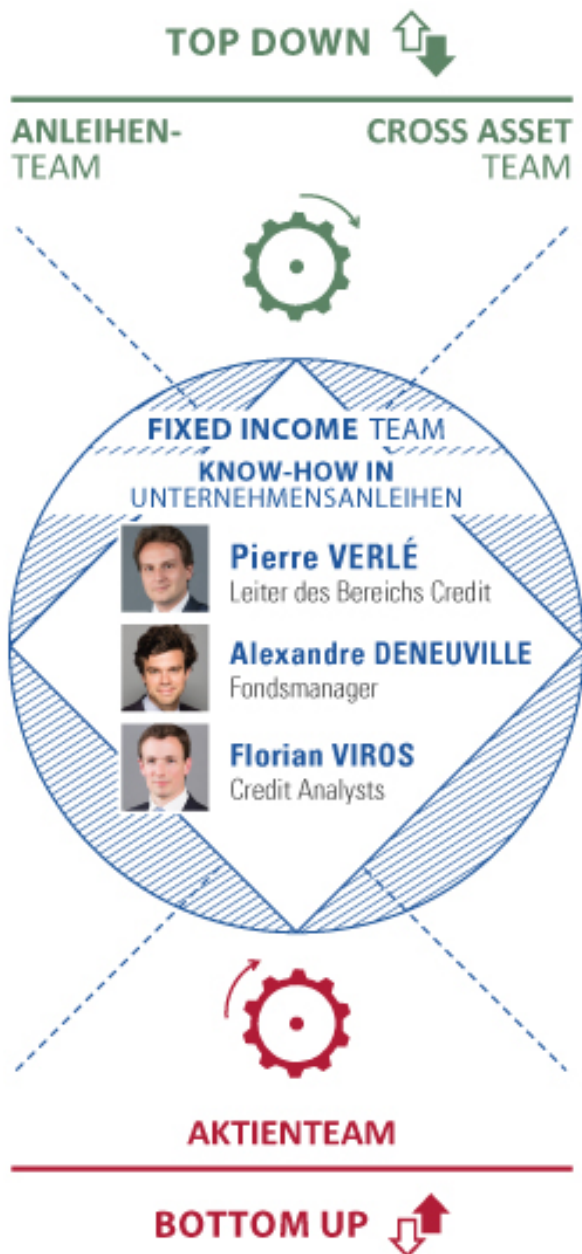 TOP DOWN
ANLEIHEN-
TEAM
CROSS ASSET
TEAM
FIXED INCOME TEAM
KNOW-HOW IN
UNTERNEHMENSANLEIHEN
Pierre VERLÉ
Leiter des Bereichs Credit
Alexandre DENEUVILLE
Fondsmanager
Florian VIROS
Credit Analysts
AKTIENTEAM
BOTTOM UP